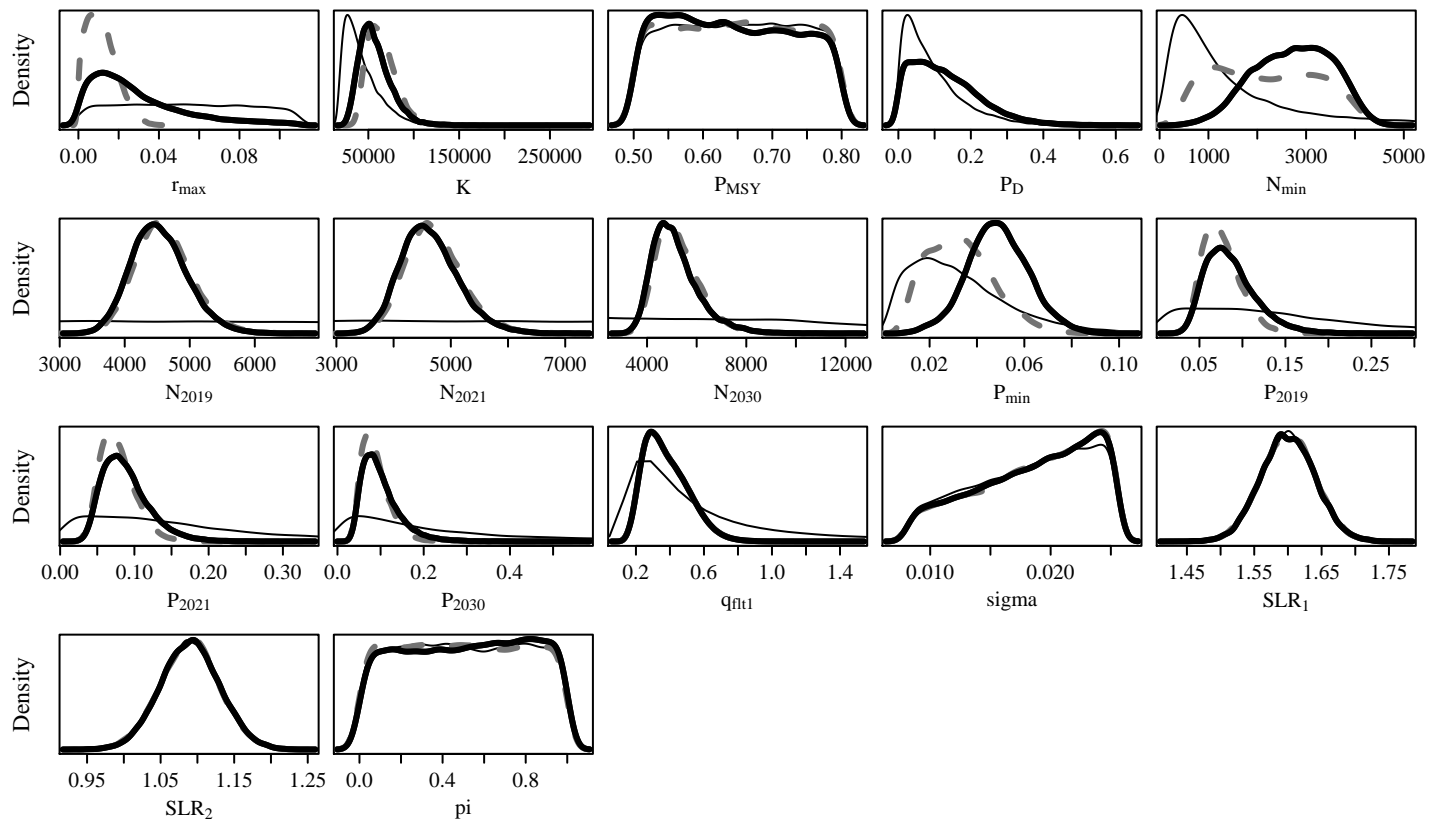 Density
0.00 0.04 0.08
r_max
50000 150000 250000
K
0.50 0.60 0.70 0.80
P_MSY
0.0 0.2 0.4 0.6
P_D
0 1000 3000 5000
N_min
Density
3000 4000 5000 6000
N_2019
3000 5000 7000
N_2021
4000 8000 12000
N_2030
0.02 0.06 0.10
P_min
0.05 0.15 0.25
P_2019
Density
0.00 0.10 0.20 0.30
P_2021
0.0 0.2 0.4
P_2030
0.2 0.6 1.0 1.4
q_flt1
0.010 0.020
sigma
1.45 1.55 1.65 1.75
SLR_1
Density
0.95 1.05 1.15 1.25
SLR_2
0.0 0.4 0.8
pi